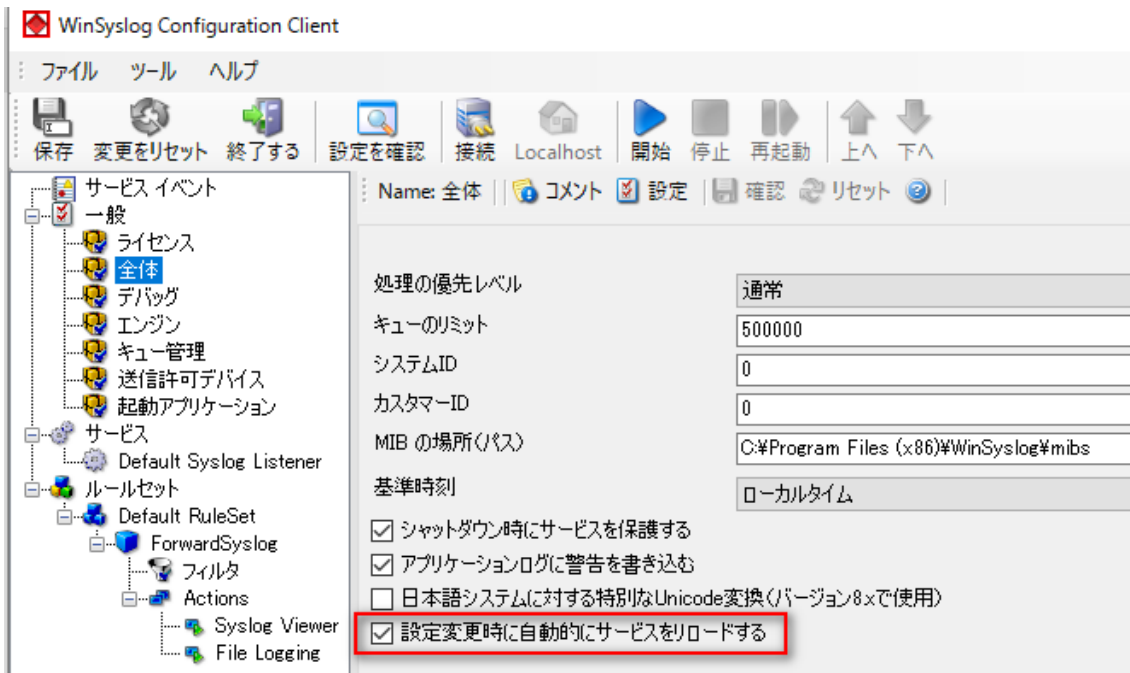 WinSyslog Configuration Client
ファイル ツール ヘルプ
保存 変更をリセット 終了する 設定を確認 接続 Localhost 開始 停止 再起動 上へ 下へ
サービス イベント
一般
ライセンス
全体
デバッグ
エンジン
キュー管理
送信許可デバイス
起動アプリケーション
サービス
Default Syslog Listener
ルールセット
Default RuleSet
ForwardSyslog
フィルタ
Actions
Syslog Viewer
File Logging
Name: 全体 コメント 設定 確認 リセット
処理の優先レベル 通常
キューのリミット 500000
システムID 0
カスタマーID 0
MIB の場所(パス) C:¥Program Files (x86)¥WinSyslog¥mibs
基準時刻 ローカルタイム
シャットダウン時にサービスを保護する
アプリケーションログに警告を書き込む
日本語システムに対する特別なUnicode変換(バージョン8.xで使用)
設定変更時に自動的にサービスをリロードする